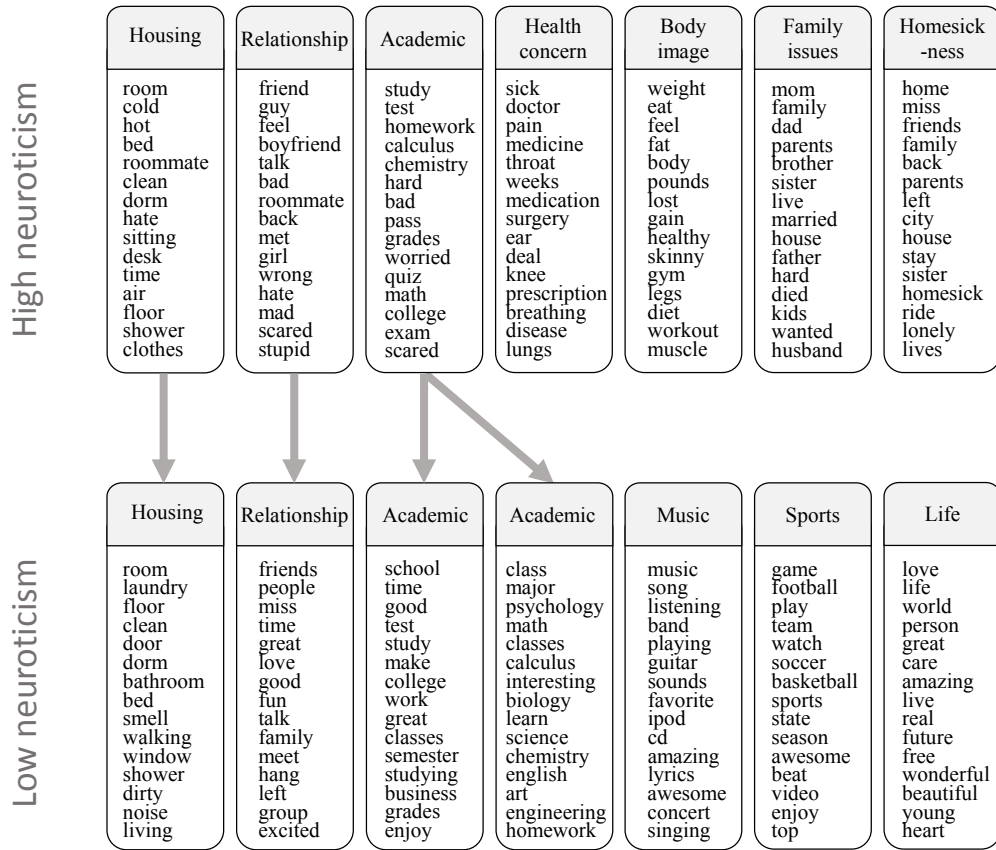 High neuroticism
Housing
room
cold
hot
bed
roommate
clean
dorm
hate
sitting
desk
time
air
floor
shower
clothes
Relationship
friend
guy
feel
boyfriend
talk
bad
roommate
back
met
girl
wrong
hate
mad
scared
stupid
Academic
study
test
homework
calculus
chemistry
hard
bad
pass
grades
worried
quiz
math
college
exam
scared
Health
concern
sick
doctor
pain
medicine
throat
weeks
medication
surgery
ear
deal
knee
prescription
breathing
disease
lungs
Body
image
weight
eat
feel
fat
body
pounds
lost
gain
healthy
skinny
gym
legs
diet
workout
muscle
Family
issues
mom
family
dad
parents
brother
sister
live
married
house
father
hard
died
kids
wanted
husband
Homesick
-ness
home
miss
friends
family
back
parents
left
city
house
stay
sister
homesick
ride
lonely
lives
Low neuroticism
Housing
room
laundry
floor
clean
door
dorm
bathroom
bed
smell
walking
window
shower
dirty
noise
living
Relationship
friends
people
miss
time
great
love
good
fun
talk
family
meet
hang
left
group
excited
Academic
school
time
good
test
study
make
college
work
great
classes
semester
studying
business
grades
enjoy
Academic
class
major
psychology
math
classes
calculus
interesting
biology
learn
science
chemistry
english
art
engineering
homework
Music
music
song
listening
band
playing
guitar
sounds
favorite
ipod
cd
amazing
lyrics
awesome
concert
singing
Sports
game
football
play
team
watch
soccer
basketball
sports
state
season
awesome
beat
video
enjoy
top
Life
love
life
world
person
great
care
amazing
live
real
future
free
wonderful
beautiful
young
heart